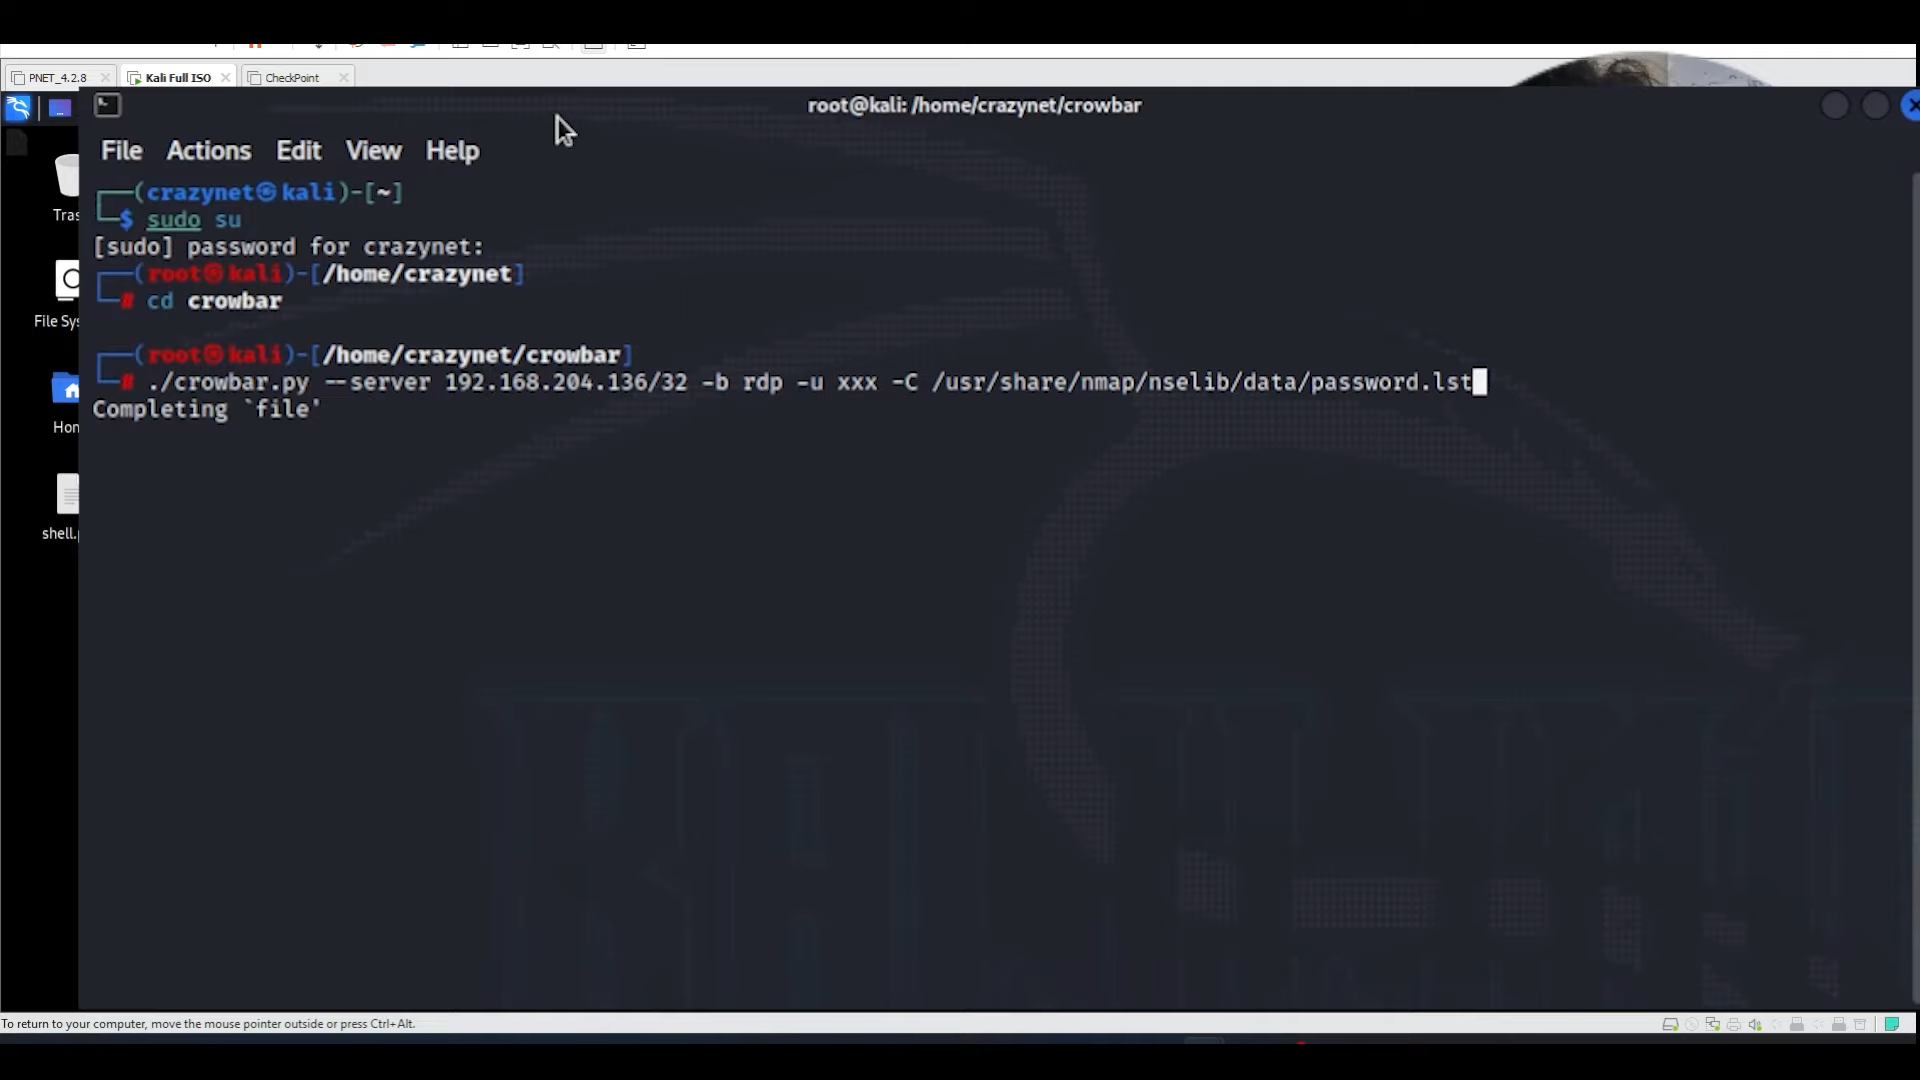 PNET_4.2.8
Kali Full ISO
CheckPoint
root@kali: /home/crazynet/crowbar
File Actions Edit View Help
┌──(crazynet㉿kali)-[~]
└─$ sudo su
[sudo] password for crazynet:
┌──(root㉿kali)-[/home/crazynet]
└─# cd crowbar
┌──(root㉿kali)-[/home/crazynet/crowbar]
└─# ./crowbar.py --server 192.168.204.136/32 -b rdp -u xxx -C /usr/share/nmap/nselib/data/password.lst
Completing `file'
Tras
File Sys
Hon
shell.p
To return to your computer, move the mouse pointer outside or press Ctrl+Alt.